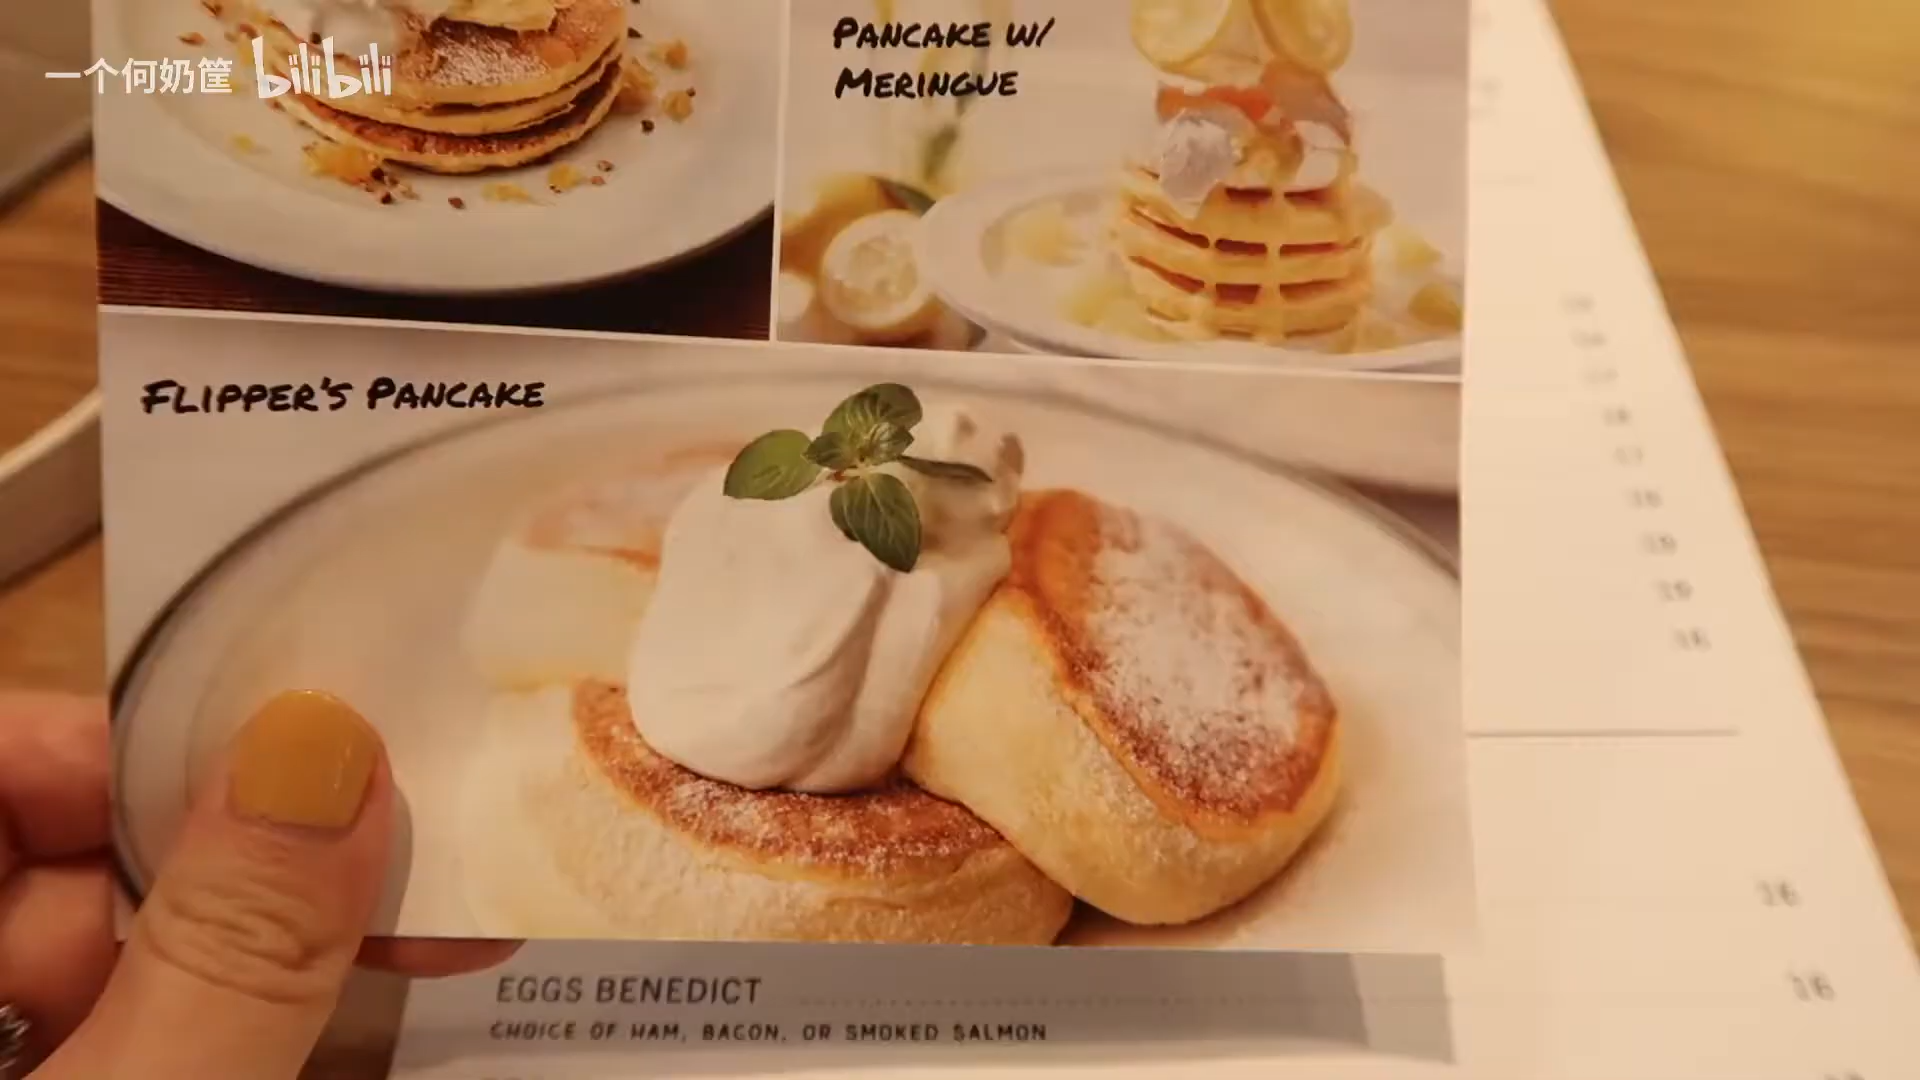 一个何奶筐 bilibili
PANCAKE W/
MERINGUE
FLIPPER'S PANCAKE
EGGS BENEDICT
CHOICE OF HAM, BACON, OR SMOKED SALMON
16
16